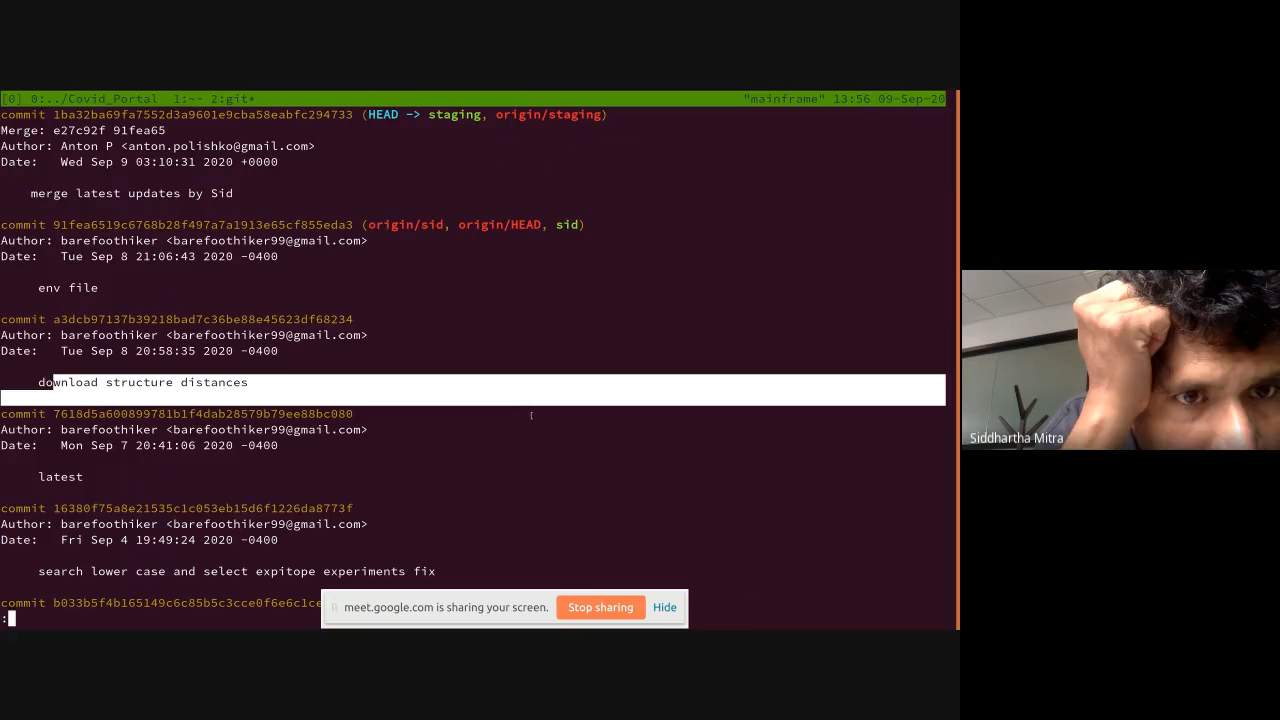 [0] 0:../Covid_Portal  1:~- 2:git* "mainframe" 13:56 09-Sep-20
commit 1ba32ba69fa7552d3a9601e9cba58eabfc294733 (HEAD -> staging, origin/staging)
Merge: e27c92f 91fea65
Author: Anton P <anton.polishko@gmail.com>
Date:   Wed Sep 9 03:10:31 2020 +0000
merge latest updates by Sid
commit 91fea6519c6768b28f497a7a1913e65cf855eda3 (origin/sid, origin/HEAD, sid)
Author: barefoothiker <barefoothiker99@gmail.com>
Date:   Tue Sep 8 21:06:43 2020 -0400
env file
commit a3dcb97137b39218bad7c36be88e45623df68234
Author: barefoothiker <barefoothiker99@gmail.com>
Date:   Tue Sep 8 20:58:35 2020 -0400
download structure distances
commit 7618d5a600899781b1f4dab28579b79ee88bc080
Author: barefoothiker <barefoothiker99@gmail.com>
Date:   Mon Sep 7 20:41:06 2020 -0400
latest
commit 16380f75a8e21535c1c053eb15d6f1226da8773f
Author: barefoothiker <barefoothiker99@gmail.com>
Date:   Fri Sep 4 19:49:24 2020 -0400
search lower case and select expitope experiments fix
commit b033b5f4b165149c6c85b5c3cce0f6e6c1ce
:
meet.google.com is sharing your screen. Stop sharing Hide
Siddhartha Mitra